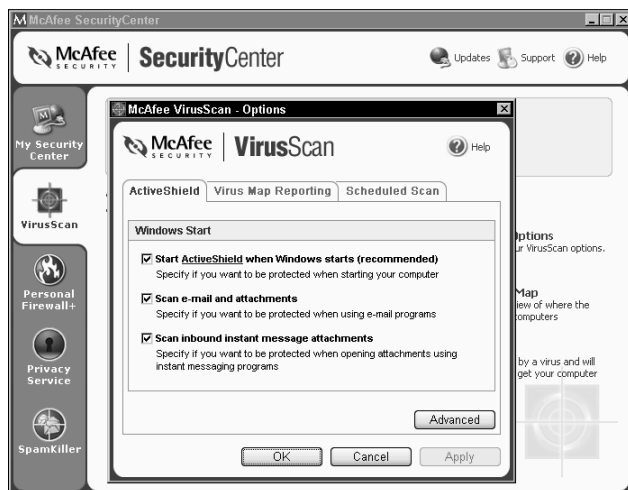 McAfee SecurityCenter
McAfee
SECURITY
SecurityCenter
Updates
Support
Help
My Security
Center
VirusScan
Personal
Firewall+
Privacy
Service
SpamKiller
McAfee VirusScan - Options
McAfee
SECURITY
VirusScan
Help
ActiveShield
Virus Map Reporting
Scheduled Scan
Windows Start
Start ActiveShield when Windows starts (recommended)
Specify if you want to be protected when starting your computer
Scan e-mail and attachments
Specify if you want to be protected when using e-mail programs
Scan inbound instant message attachments
Specify if you want to be protected when opening attachments using
instant messaging programs
Advanced
OK
Cancel
Apply
Options
ur VirusScan options.
Map
iew of where the
computers
by a virus and will
get your computer